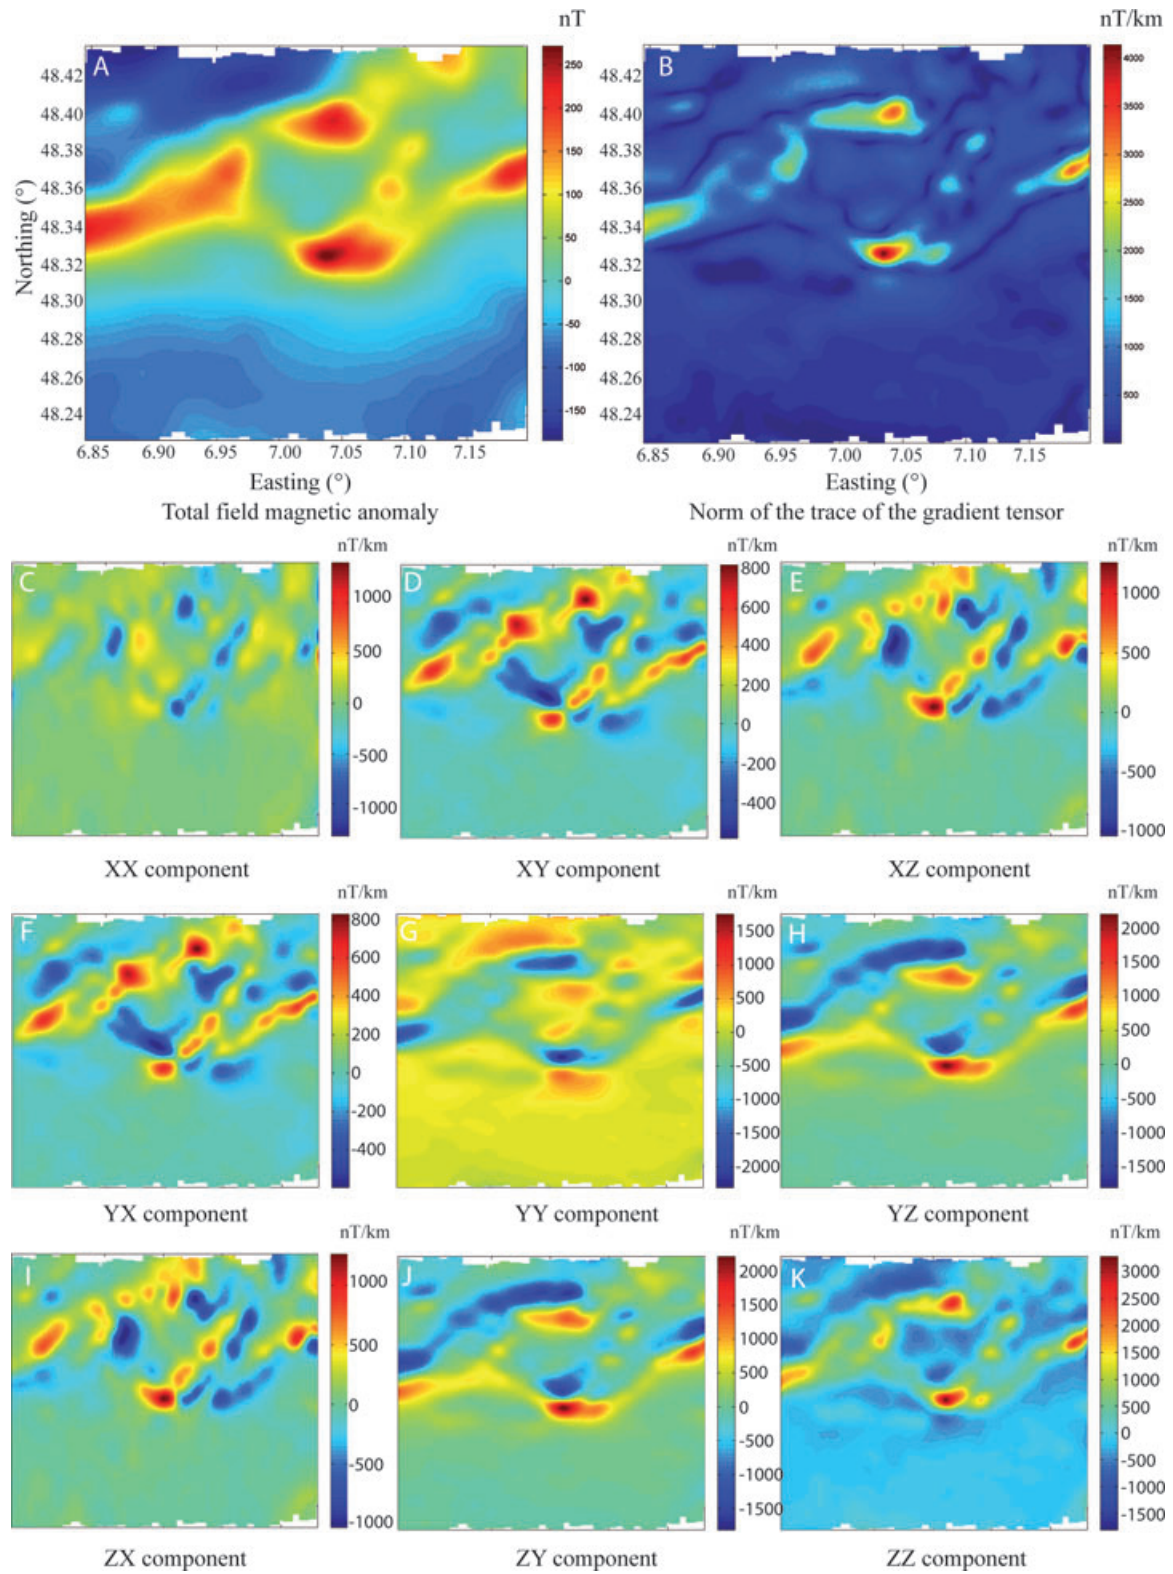 nT
nT/km
A
B
250
200
150
100
50
0
-50
-100
-150
4000
3500
3000
2500
2000
1500
1000
500
48.42
48.40
48.38
48.36
48.34
48.32
48.30
48.28
48.26
48.24
48.42
48.40
48.38
48.36
48.34
48.32
48.30
48.28
48.26
48.24
Northing (°)
6.85 6.90 6.95 7.00 7.05 7.10 7.15
6.85 6.90 6.95 7.00 7.05 7.10 7.15
Easting (°)
Easting (°)
Total field magnetic anomaly
Norm of the trace of the gradient tensor
nT/km
nT/km
nT/km
C
1000
500
0
-500
-1000
D
800
600
400
200
0
-200
-400
E
1000
500
0
-500
-1000
XX component
XY component
XZ component
nT/km
nT/km
nT/km
F
800
600
400
200
0
-200
-400
G
1500
1000
500
0
-500
-1000
-1500
-2000
H
2000
1500
1000
500
0
-500
-1000
-1500
YX component
YY component
YZ component
nT/km
nT/km
nT/km
I
1000
500
0
-500
-1000
J
2000
1500
1000
500
0
-500
-1000
-1500
K
3000
2500
2000
1500
1000
500
0
-500
-1000
-1500
ZX component
ZY component
ZZ component